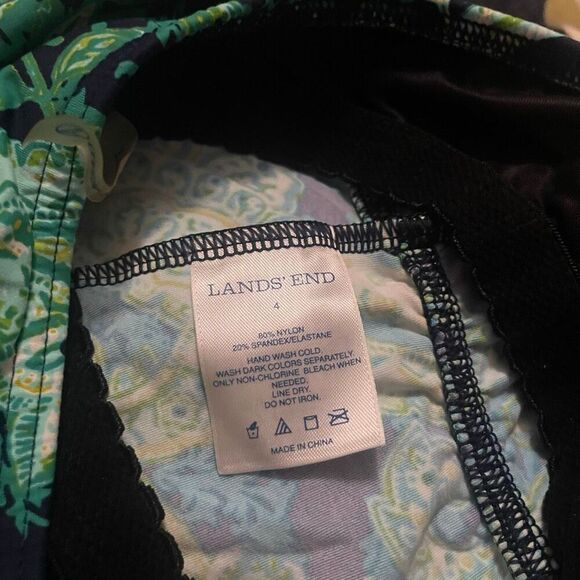 LANDS' END
4
80% NYLON
20% SPANDEX/ELASTANE
HAND WASH COLD.
WASH DARK COLORS SEPARATELY.
ONLY NON-CHLORINE BLEACH WHEN
NEEDED.
LINE DRY.
DO NOT IRON.
MADE IN CHINA